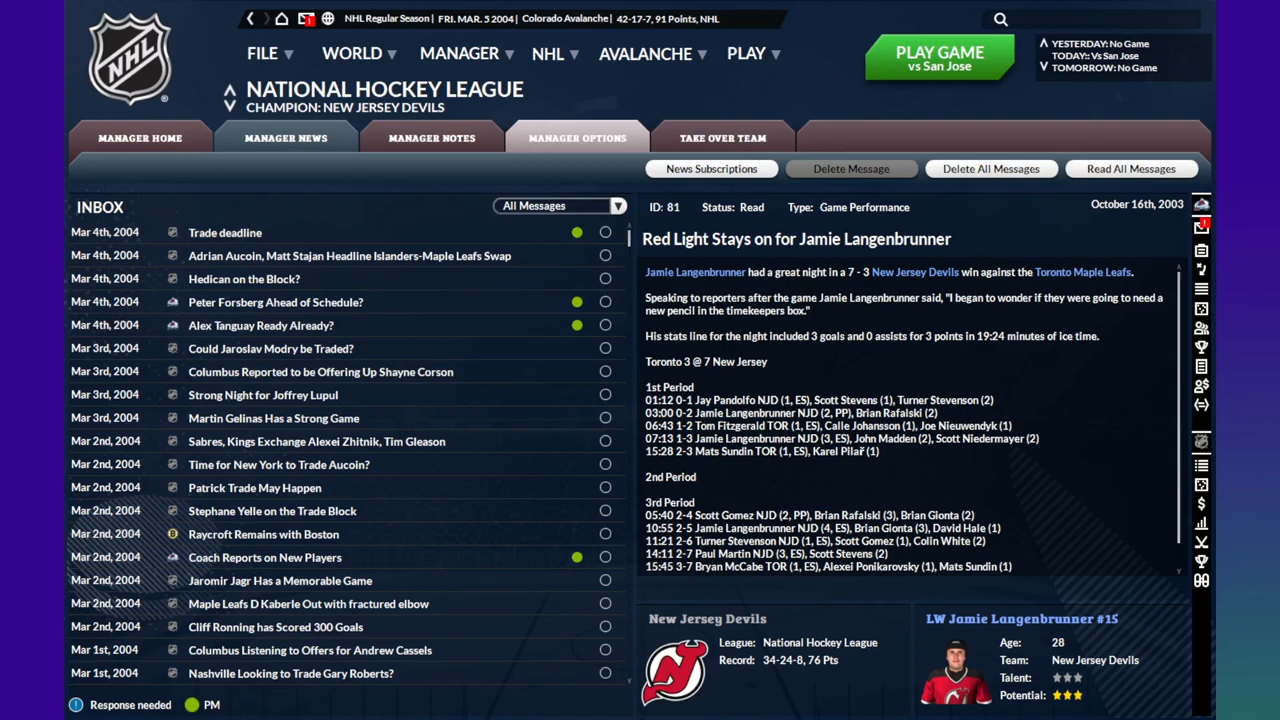 NHL Regular Season | FRI. MAR. 5 2004 | Colorado Avalanche | 42-17-7, 91 Points, NHL
FILE WORLD MANAGER NHL AVALANCHE PLAY
PLAY GAME
vs San Jose
YESTERDAY: No Game
TODAY:: Vs San Jose
TOMORROW: No Game
NHL
NATIONAL HOCKEY LEAGUE
CHAMPION: NEW JERSEY DEVILS
MANAGER HOME MANAGER NEWS MANAGER NOTES MANAGER OPTIONS TAKE OVER TEAM
News Subscriptions Delete Message Delete All Messages Read All Messages
INBOX
All Messages
Mar 4th, 2004 Trade deadline
Mar 4th, 2004 Adrian Aucoin, Matt Stajan Headline Islanders-Maple Leafs Swap
Mar 4th, 2004 Hedican on the Block?
Mar 4th, 2004 Peter Forsberg Ahead of Schedule?
Mar 4th, 2004 Alex Tanguay Ready Already?
Mar 3rd, 2004 Could Jaroslav Modry be Traded?
Mar 3rd, 2004 Columbus Reported to be Offering Up Shayne Corson
Mar 3rd, 2004 Strong Night for Joffrey Lupul
Mar 3rd, 2004 Martin Gelinas Has a Strong Game
Mar 2nd, 2004 Sabres, Kings Exchange Alexei Zhitnik, Tim Gleason
Mar 2nd, 2004 Time for New York to Trade Aucoin?
Mar 2nd, 2004 Patrick Trade May Happen
Mar 2nd, 2004 Stephane Yelle on the Trade Block
Mar 2nd, 2004 Raycroft Remains with Boston
Mar 2nd, 2004 Coach Reports on New Players
Mar 2nd, 2004 Jaromir Jagr Has a Memorable Game
Mar 2nd, 2004 Maple Leafs D Kaberle Out with fractured elbow
Mar 2nd, 2004 Cliff Ronning has Scored 300 Goals
Mar 1st, 2004 Columbus Listening to Offers for Andrew Cassels
Mar 1st, 2004 Nashville Looking to Trade Gary Roberts?
Response needed PM
ID: 81 Status: Read Type: Game Performance October 16th, 2003
Red Light Stays on for Jamie Langenbrunner
Jamie Langenbrunner had a great night in a 7 - 3 New Jersey Devils win against the Toronto Maple Leafs.
Speaking to reporters after the game Jamie Langenbrunner said, "I began to wonder if they were going to need a
new pencil in the timekeepers box."
His stats line for the night included 3 goals and 0 assists for 3 points in 19:24 minutes of ice time.
Toronto 3 @ 7 New Jersey
1st Period
01:12 0-1 Jay Pandolfo NJD (1, ES), Scott Stevens (1), Turner Stevenson (2)
03:00 0-2 Jamie Langenbrunner NJD (2, PP), Brian Rafalski (2)
06:43 1-2 Tom Fitzgerald TOR (1, ES), Calle Johansson (1), Joe Nieuwendyk (1)
07:13 1-3 Jamie Langenbrunner NJD (3, ES), John Madden (2), Scott Niedermayer (2)
15:28 2-3 Mats Sundin TOR (1, ES), Karel Pilař (1)
2nd Period
3rd Period
05:40 2-4 Scott Gomez NJD (2, PP), Brian Rafalski (3), Brian Gionta (2)
10:55 2-5 Jamie Langenbrunner NJD (4, ES), Brian Gionta (3), David Hale (1)
11:21 2-6 Turner Stevenson NJD (1, ES), Scott Gomez (1), Colin White (2)
14:11 2-7 Paul Martin NJD (3, ES), Scott Stevens (2)
15:45 3-7 Bryan McCabe TOR (1, ES), Alexei Ponikarovsky (1), Mats Sundin (1)
New Jersey Devils
League: National Hockey League
Record: 34-24-8, 76 Pts
LW Jamie Langenbrunner #15
Age: 28
Team: New Jersey Devils
Talent:
Potential: